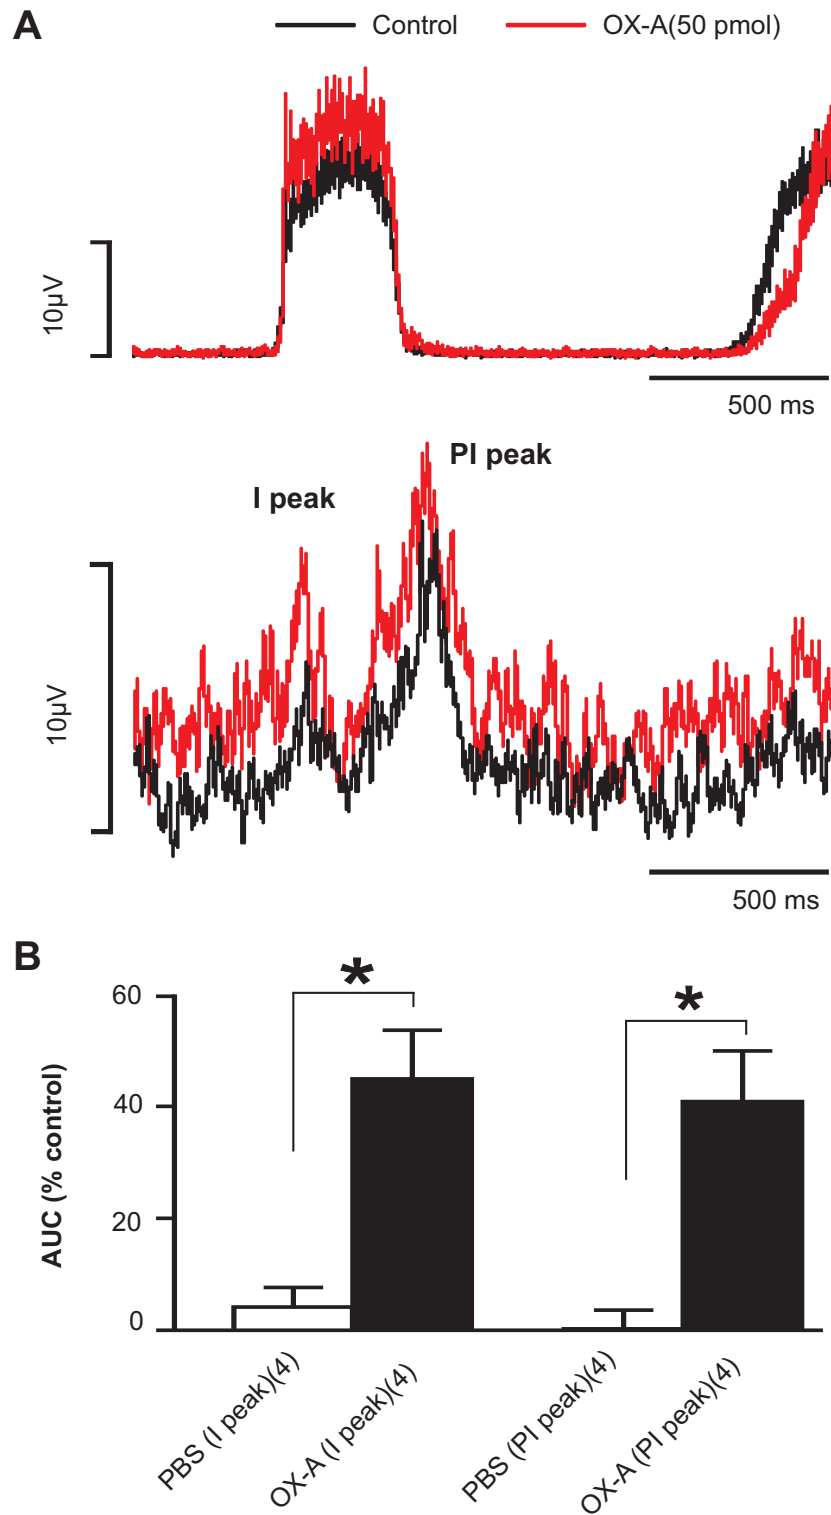 A
Control
OX-A(50 pmol)
10µV
500 ms
I peak
PI peak
10µV
500 ms
B
*
*
60
40
20
0
AUC (% control)
PBS (I peak)(4)
OX-A (I peak)(4)
PBS (PI peak)(4)
OX-A (PI peak)(4)